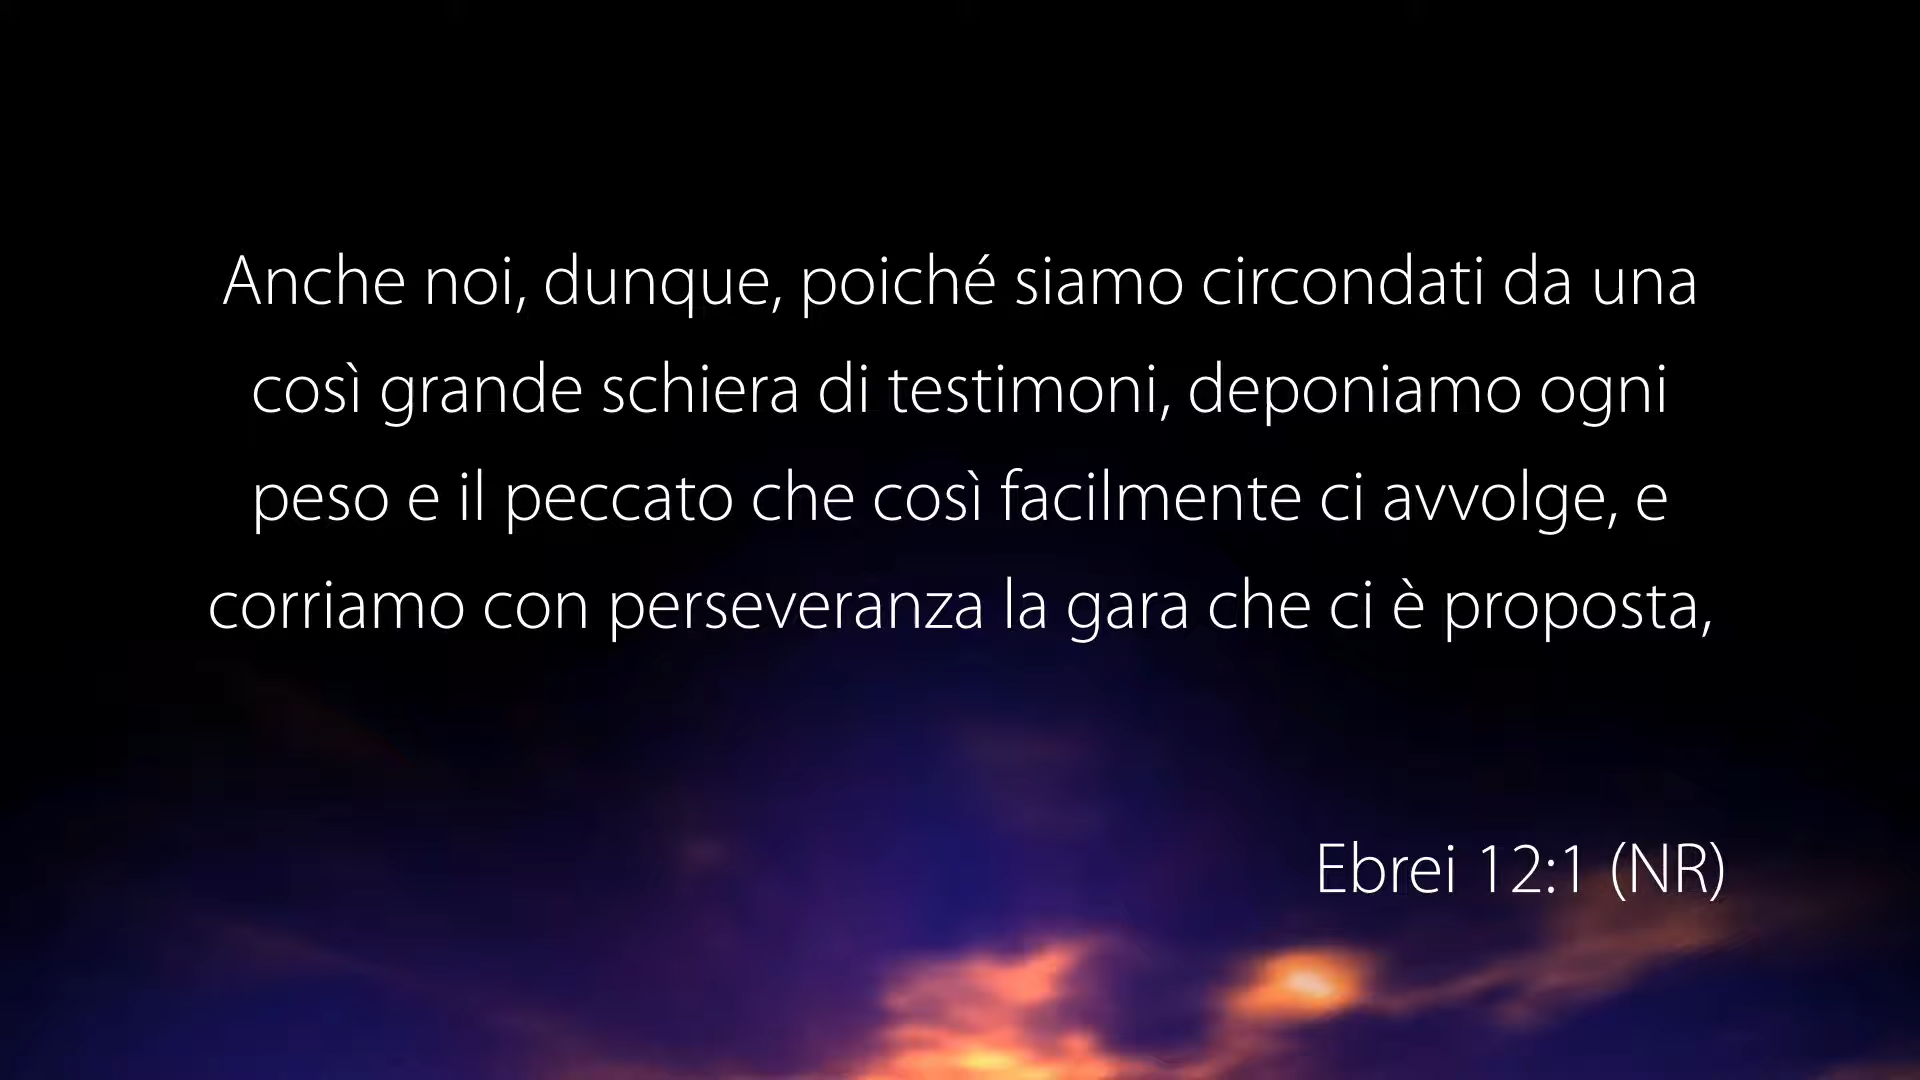 Anche noi, dunque, poiché siamo circondati da una
così grande schiera di testimoni, deponiamo ogni
peso e il peccato che così facilmente ci avvolge, e
corriamo con perseveranza la gara che ci è proposta,
Ebrei 12:1 (NR)